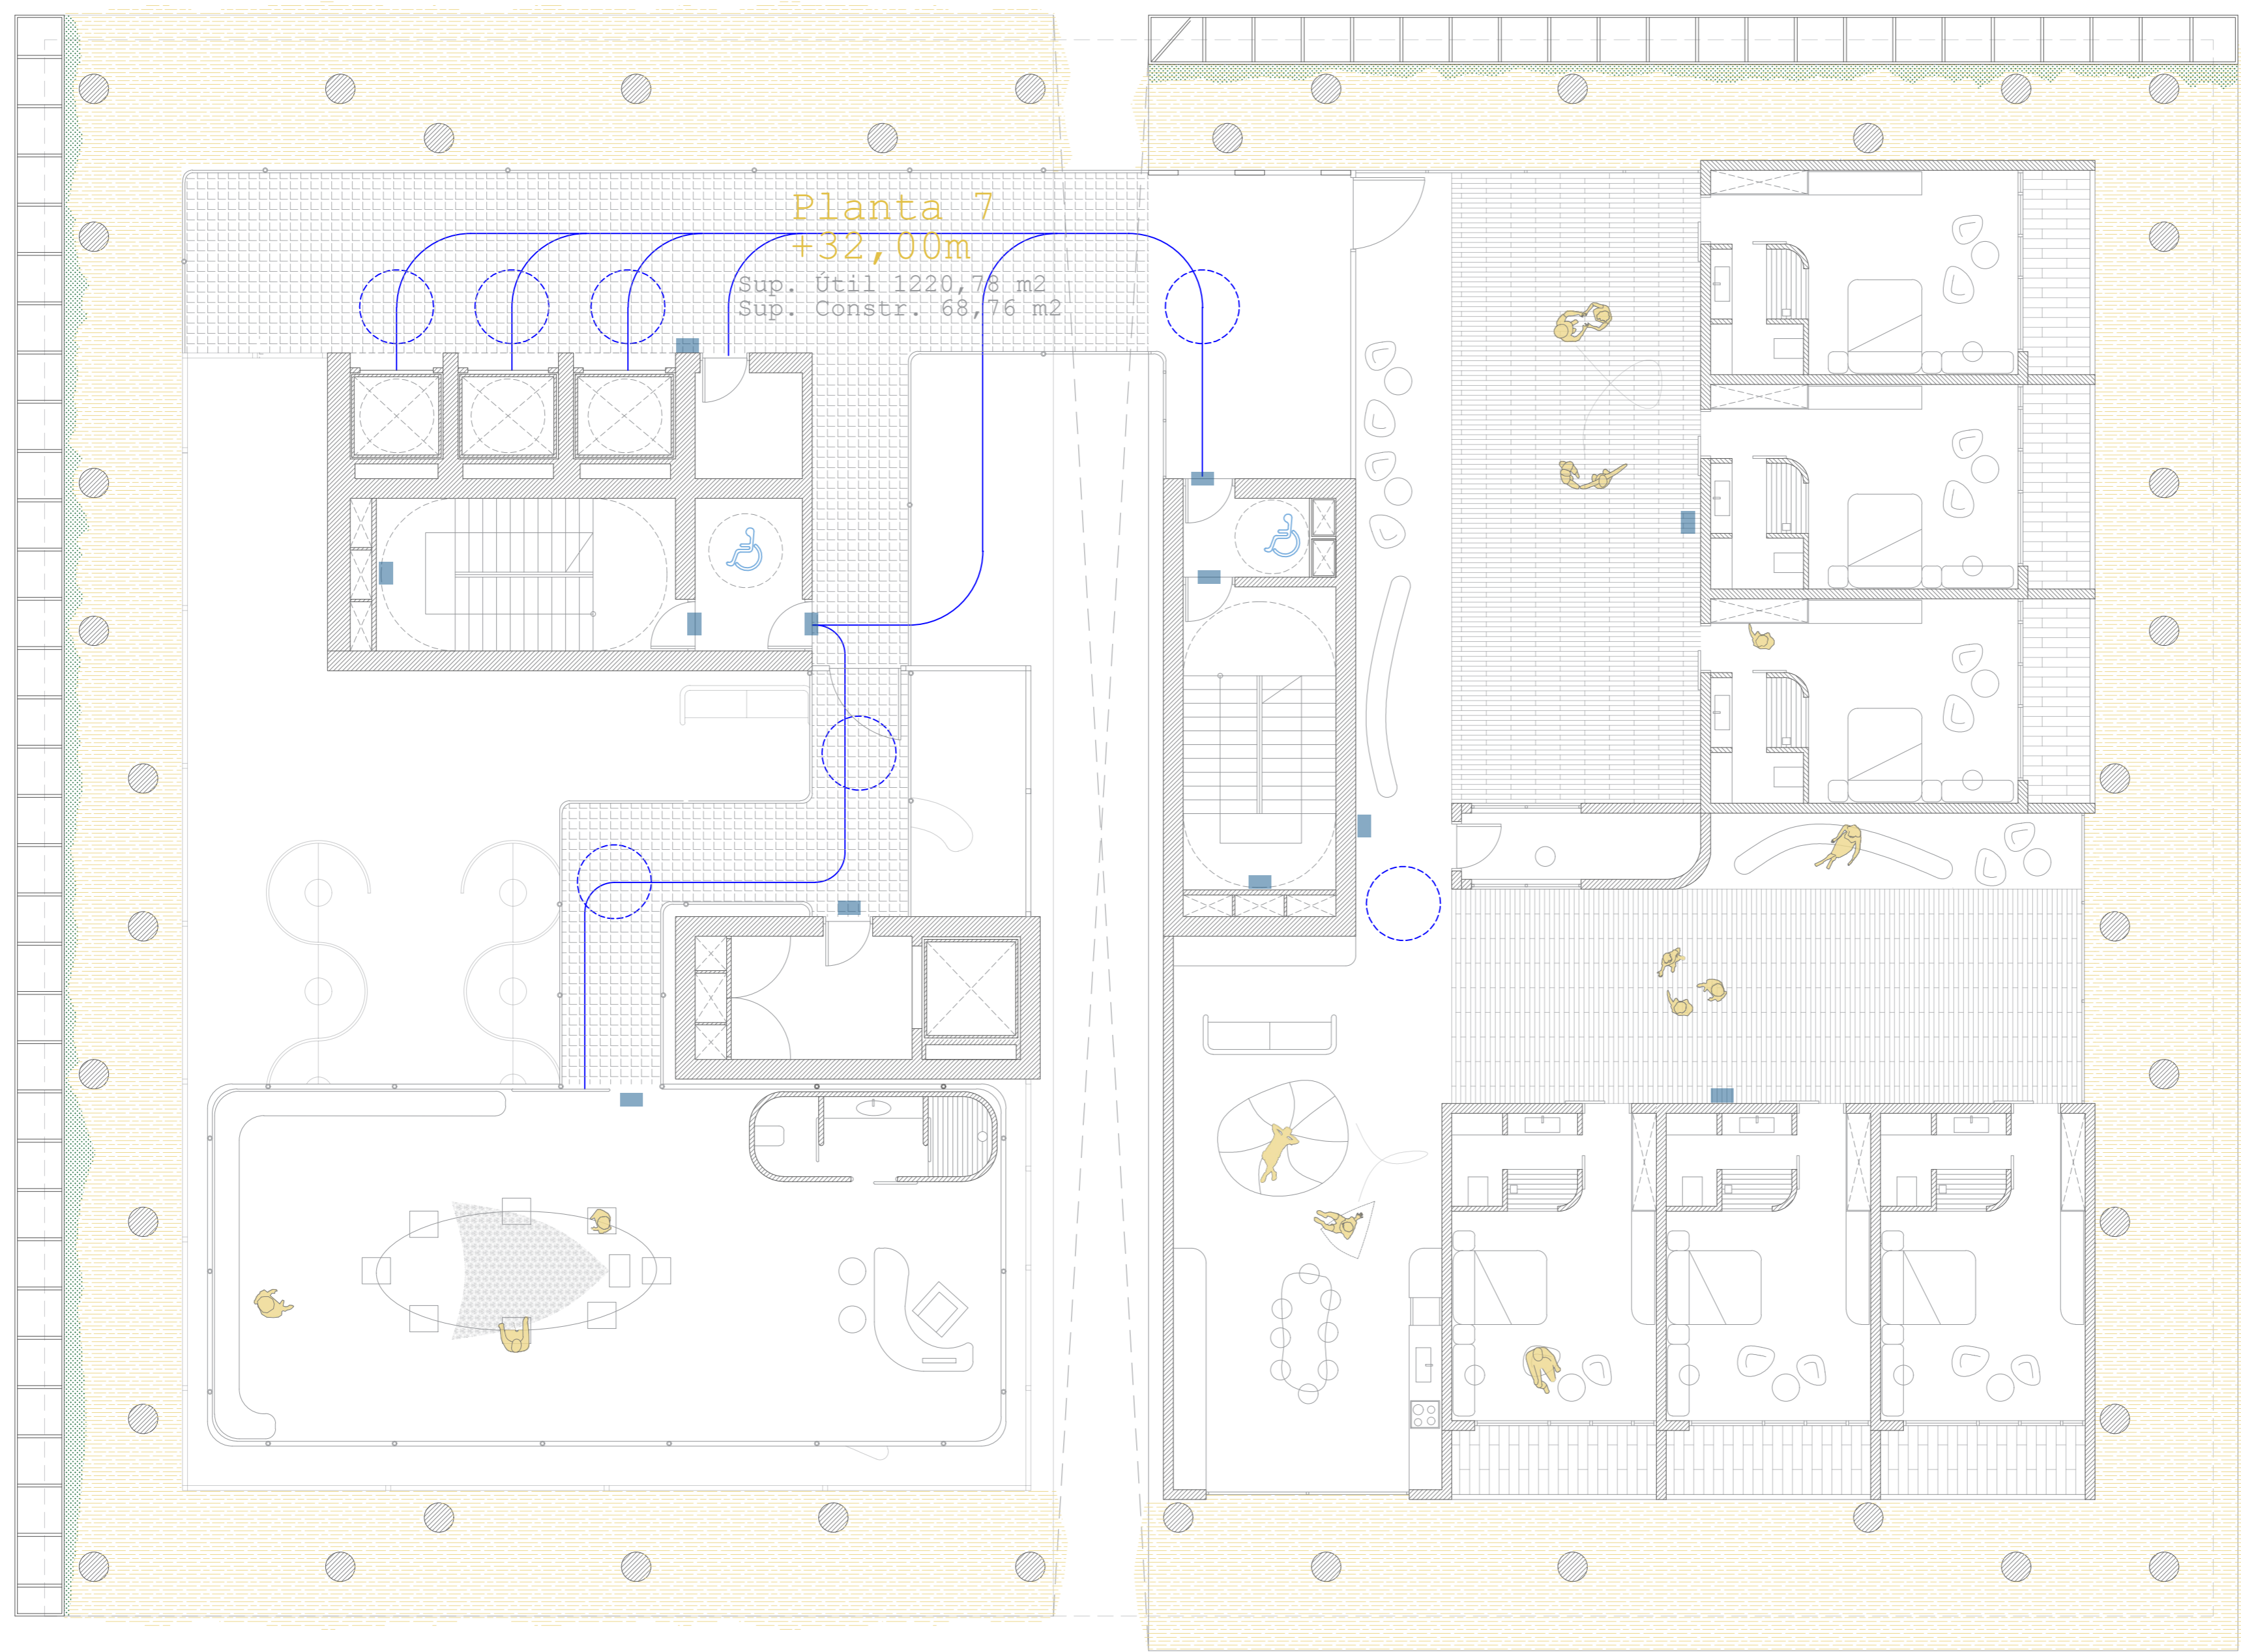 Planta 7
+32,00m
Sup. Útil 1220,78 m2
Sup. Constr. 68,76 m2